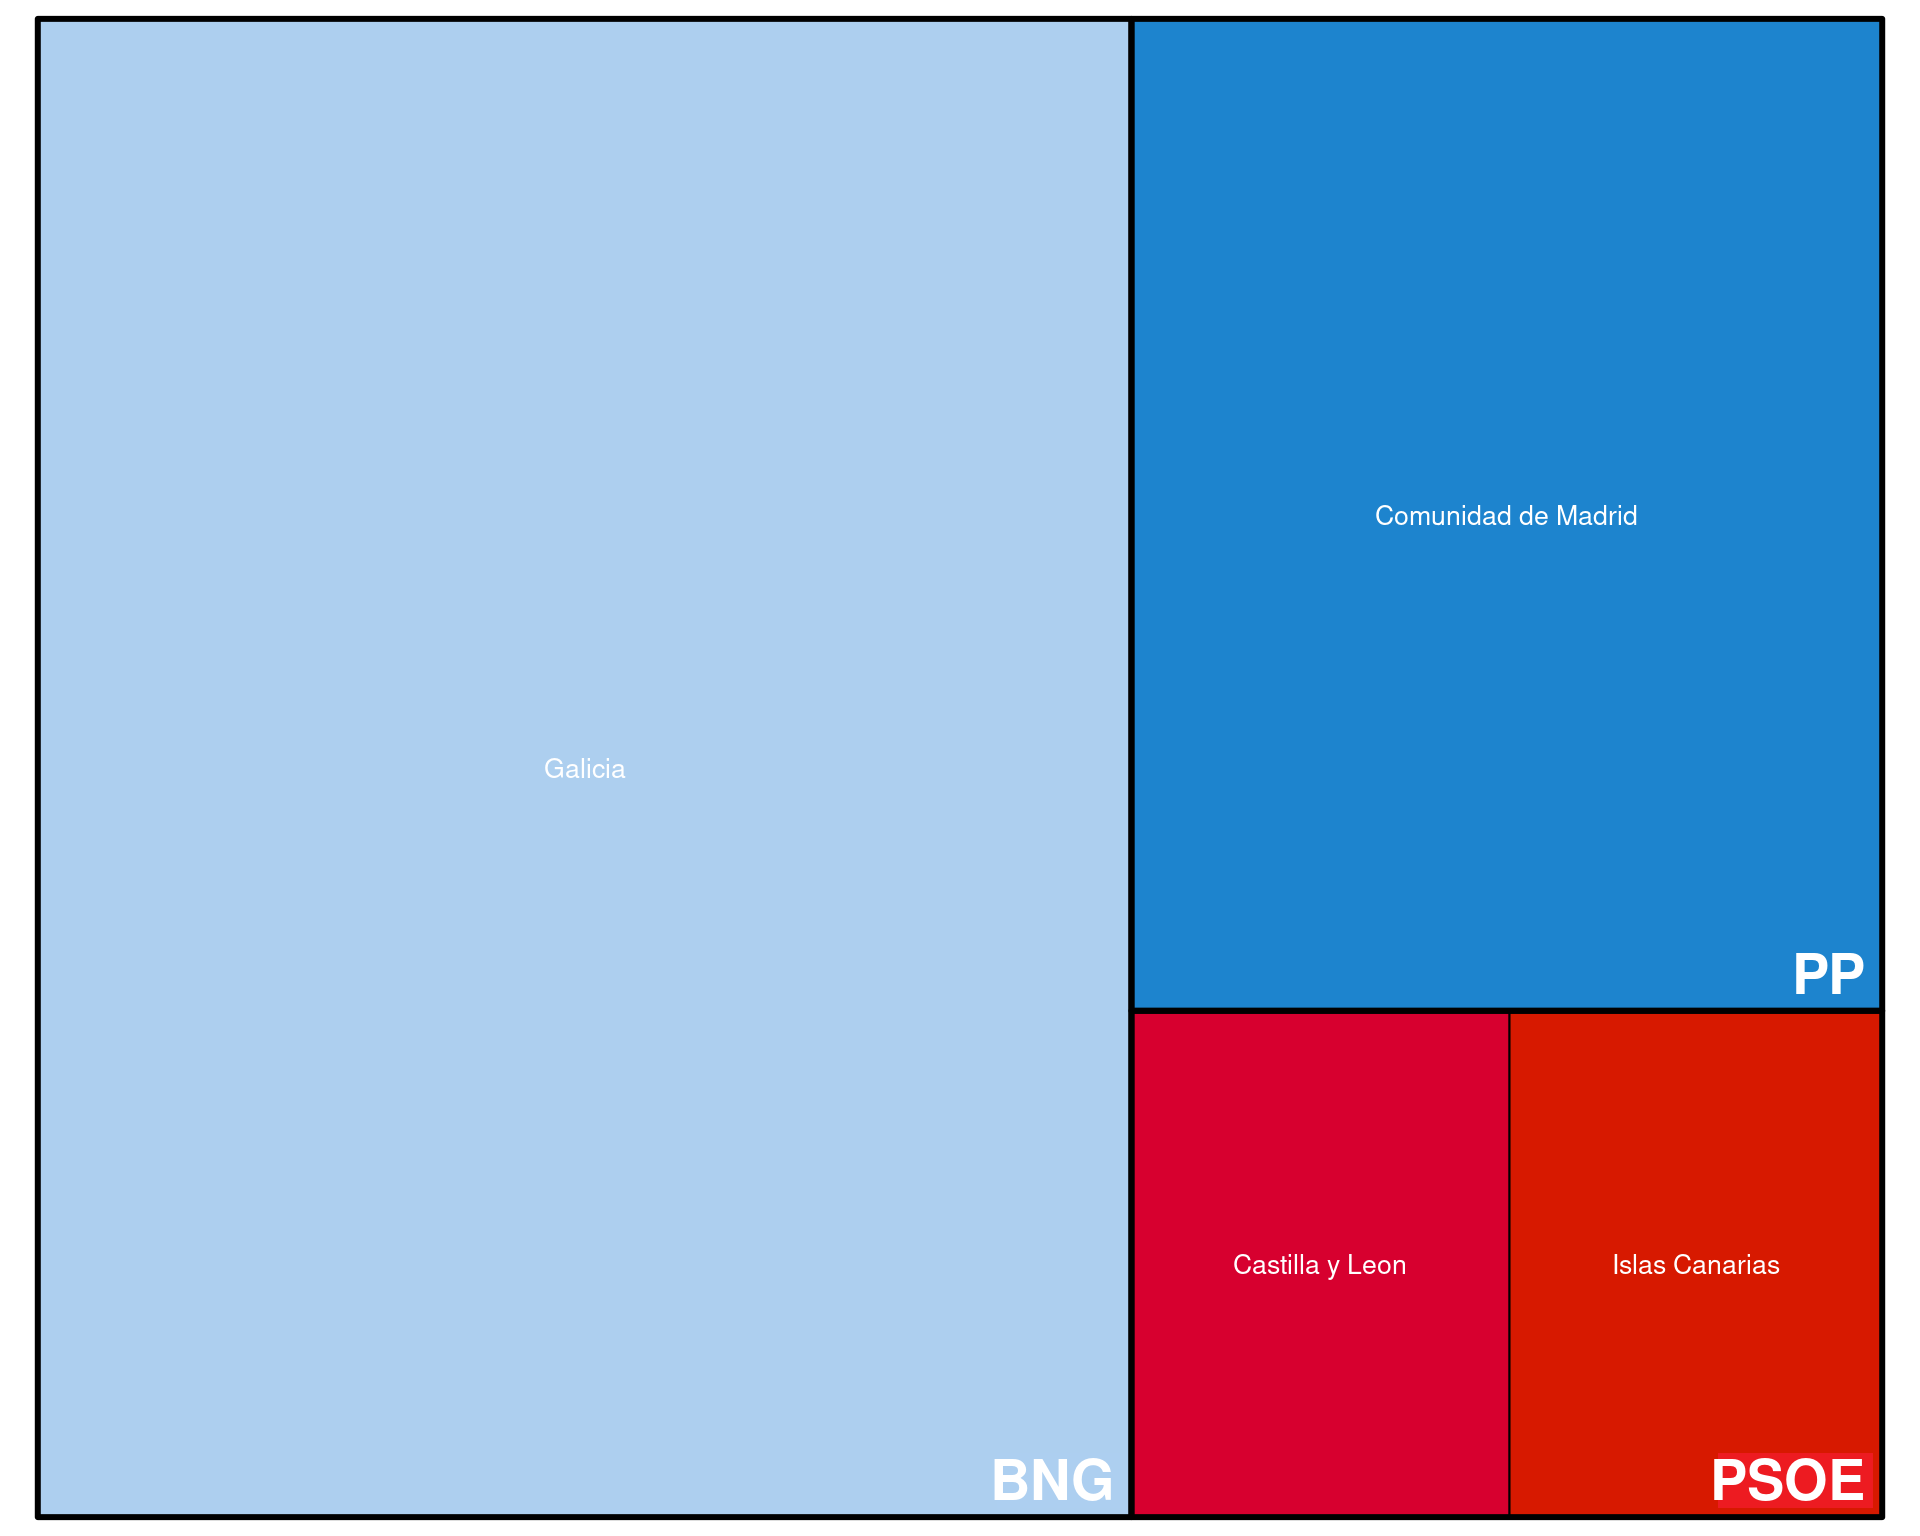 Galicia
BNG
Comunidad de Madrid
PP
Castilla y Leon
Islas Canarias
PSOE